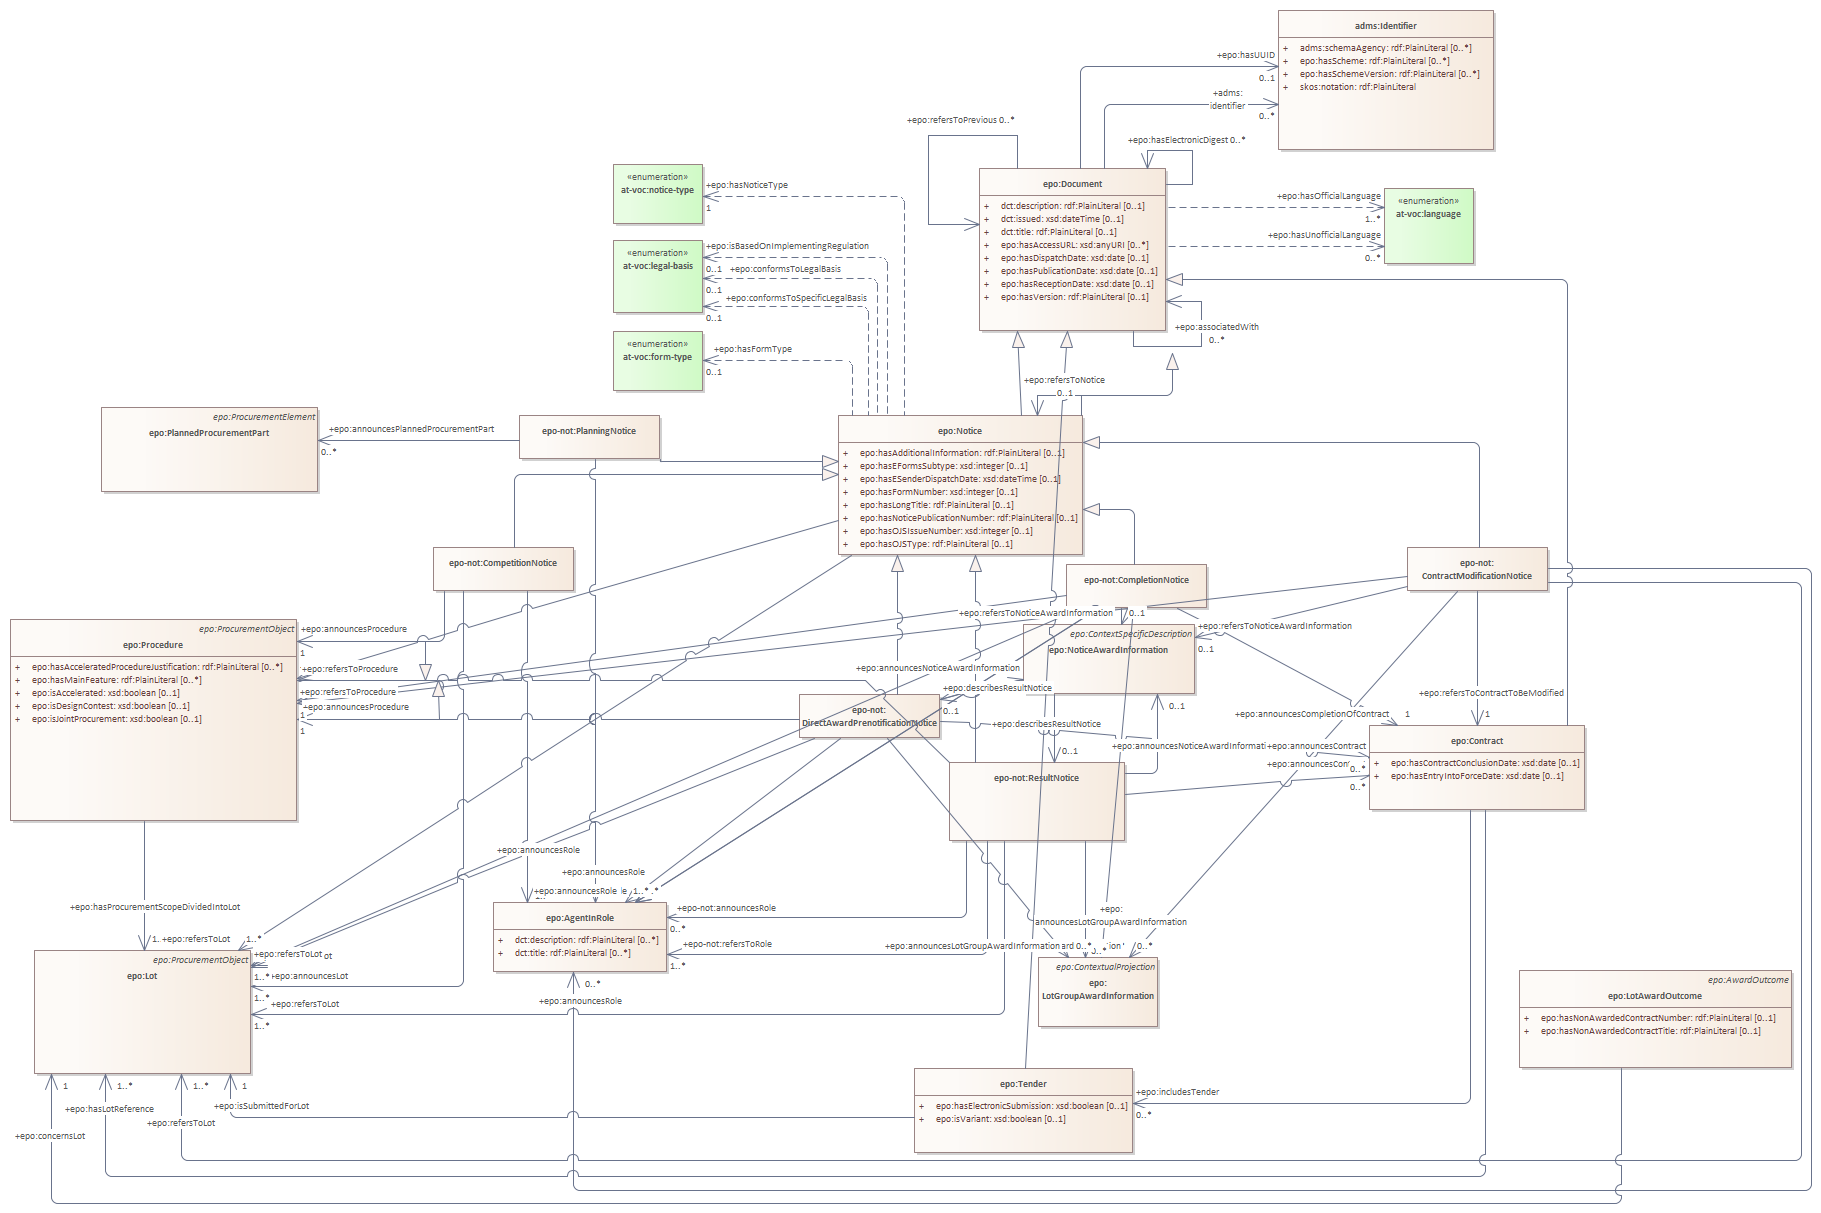 adms:Identifier
+ adms:schemaAgency: rdf:PlainLiteral [0..*]
+ epo:hasScheme: rdf:PlainLiteral [0..*]
+ epo:hasSchemeVersion: rdf:PlainLiteral [0..*]
+ skos:notation: rdf:PlainLiteral
+epo:hasUUID
0..1
+adms:
identifier
0..*
+epo:refersToPrevious 0..*
+epo:hasElectronicDigest 0..*
epo:Document
+ dct:description: rdf:PlainLiteral [0..1]
+ dct:issued: xsd:dateTime [0..1]
+ dct:title: rdf:PlainLiteral [0..1]
+ epo:hasAccessURL: xsd:anyURI [0..*]
+ epo:hasDispatchDate: xsd:date [0..1]
+ epo:hasPublicationDate: xsd:date [0..1]
+ epo:hasReceptionDate: xsd:date [0..1]
+ epo:hasVersion: rdf:PlainLiteral [0..1]
«enumeration»
at-voc:notice-type
+epo:hasNoticeType
1
«enumeration»
at-voc:language
+epo:hasOfficialLanguage
1..*
+epo:hasUnofficialLanguage
0..*
«enumeration»
at-voc:legal-basis
+epo:isBasedOnImplementingRegulation
0..1
+epo:conformsToLegalBasis
0..1
+epo:conformsToSpecificLegalBasis
0..1
«enumeration»
at-voc:form-type
+epo:hasFormType
0..1
+epo:associatedWith
0..*
+epo:refersToNotice
0..1
epo:ProcurementElement
epo:PlannedProcurementPart
+epo:announcesPlannedProcurementPart
0..*
epo-not:PlanningNotice
epo:Notice
+ epo:hasAdditionalInformation: rdf:PlainLiteral [0..1]
+ epo:hasEFormsSubtype: xsd:integer [0..1]
+ epo:hasESenderDispatchDate: xsd:dateTime [0..1]
+ epo:hasFormNumber: xsd:integer [0..1]
+ epo:hasLongTitle: rdf:PlainLiteral [0..1]
+ epo:hasNoticePublicationNumber: rdf:PlainLiteral [0..1]
+ epo:hasOJSIssueNumber: xsd:integer [0..1]
+ epo:hasOJSType: rdf:PlainLiteral [0..1]
epo-not:CompetitionNotice
epo-not:CompletionNotice
epo-not:
ContractModificationNotice
epo:ProcurementObject
epo:Procedure
+ epo:hasAcceleratedProcedureJustification: rdf:PlainLiteral [0..*]
+ epo:hasMainFeature: rdf:PlainLiteral [0..*]
+ epo:isAccelerated: xsd:boolean [0..1]
+ epo:isDesignContest: xsd:boolean [0..1]
+ epo:isJointProcurement: xsd:boolean [0..1]
+epo:announcesProcedure
1
+epo:refersToProcedure
+epo:refersToProcedure
+epo:announcesProcedure
1
1
+epo:refersToNoticeAwardInformation
0..1
+epo:refersToNoticeAwardInformation
0..1
epo:ContextSpecificDescription
epo:NoticeAwardInformation
+epo:announcesNoticeAwardInformation
+epo:describesResultNotice
0..1
epo-not:
DirectAwardPrenotificationNotice
+epo:describesResultNotice
0..1
0..1
+epo:refersToContractToBeModified
1
+epo:announcesCompletionOfContract
1
+epo:announcesNoticeAwardInformati
+epo:announcesContract
+epo:announcesCon
0..*
0..*
epo:Contract
+ epo:hasContractConclusionDate: xsd:date [0..1]
+ epo:hasEntryIntoForceDate: xsd:date [0..1]
epo-not:ResultNotice
+epo:announcesRole
+epo:announcesRole
+epo:announcesRole
1..*
epo:AgentInRole
+ dct:description: rdf:PlainLiteral [0..*]
+ dct:title: rdf:PlainLiteral [0..*]
+epo-not:announcesRole
0..*
+epo-not:refersToRole
1..*
+epo:announcesRole
0..*
+epo:
announcesLotGroupAwardInformation
+epo:announcesLotGroupAwardInformation
0..*
0..*
epo:ContextualProjection
epo:
LotGroupAwardInformation
+epo:hasProcurementScopeDividedIntoLot
+epo:refersToLot
1..*
epo:ProcurementObject
epo:Lot
+epo:refersToLot
1..*
+epo:announcesLot
1..*
+epo:refersToLot
1..*
epo:AwardOutcome
epo:LotAwardOutcome
+ epo:hasNonAwardedContractNumber: rdf:PlainLiteral [0..1]
+ epo:hasNonAwardedContractTitle: rdf:PlainLiteral [0..1]
epo:Tender
+ epo:hasElectronicSubmission: xsd:boolean [0..1]
+ epo:isVariant: xsd:boolean [0..1]
+epo:includesTender
0..*
1
1..*
1..*
1
+epo:hasLotReference
+epo:isSubmittedForLot
+epo:refersToLot
+epo:concernsLot